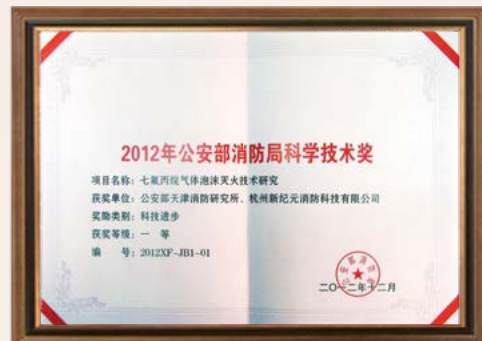 2012年公安部消防局科学技术奖
项目名称：七氟丙烷气体泡沫灭火技术研究
获奖单位：公安部天津消防研究所、杭州新纪元消防科技有限公司
奖励类别：科技进步
获奖等级：一 等
编 号：2012XF-JB1-01
二〇一二年十二月